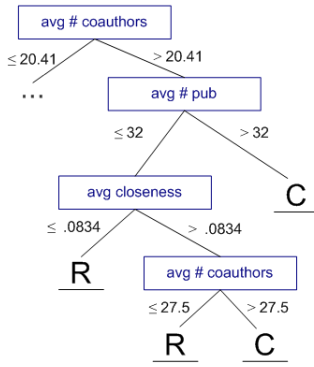 avg # coauthors
≤ 20.41
> 20.41
...
avg # pub
≤ 32
> 32
avg closeness
C
≤ .0834
> .0834
R
avg # coauthors
≤ 27.5
> 27.5
R
C